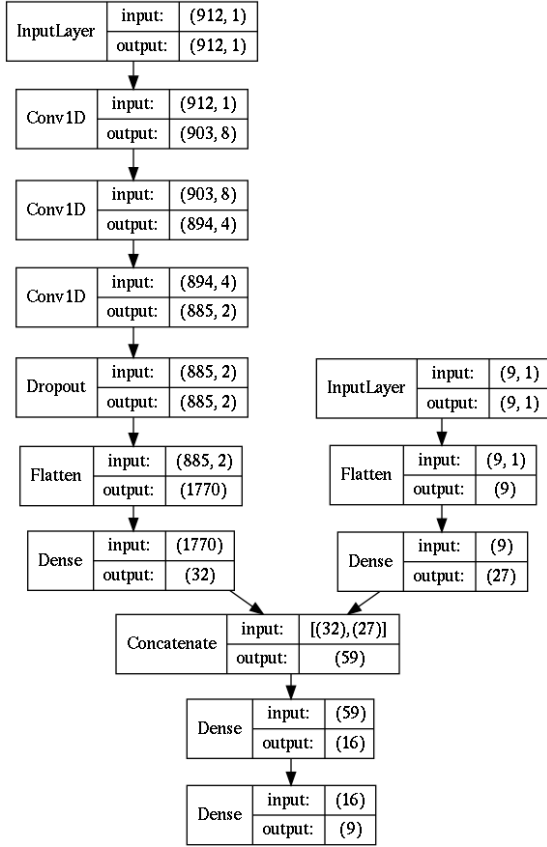 InputLayer
input: (912, 1)
output: (912, 1)
Conv1D
input: (912, 1)
output: (903, 8)
Conv1D
input: (903, 8)
output: (894, 4)
Conv1D
input: (894, 4)
output: (885, 2)
Dropout
input: (885, 2)
output: (885, 2)
Flatten
input: (885, 2)
output: (1770)
Dense
input: (1770)
output: (32)
InputLayer
input: (9, 1)
output: (9, 1)
Flatten
input: (9, 1)
output: (9)
Dense
input: (9)
output: (27)
Concatenate
input: [(32), (27)]
output: (59)
Dense
input: (59)
output: (16)
Dense
input: (16)
output: (9)